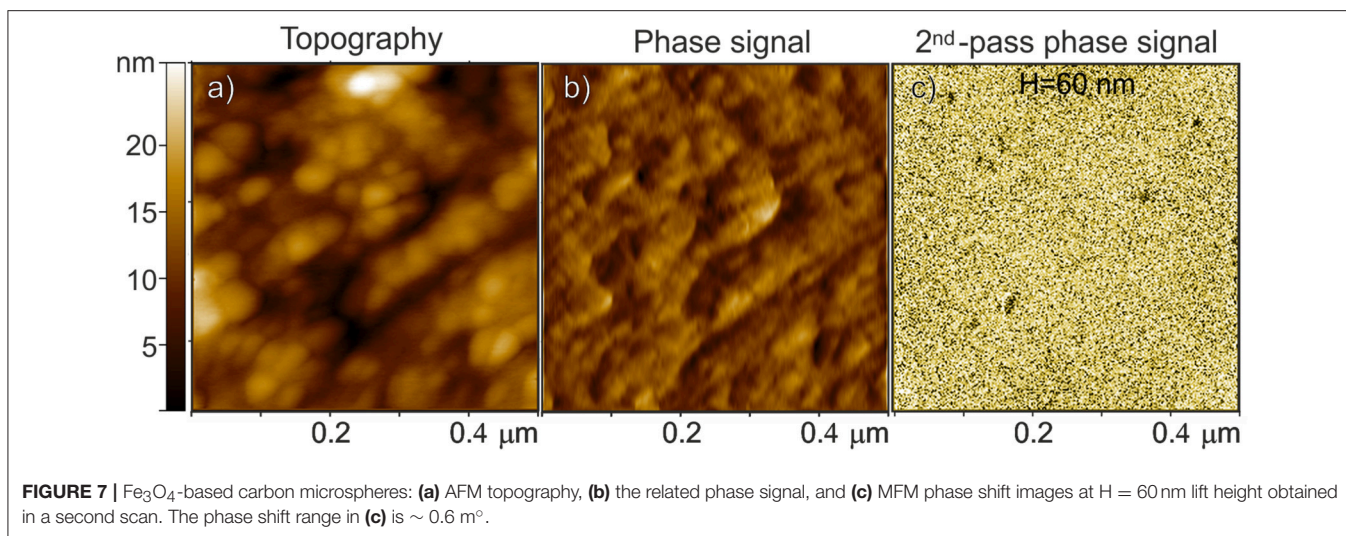 Topography
Phase signal
2nd-pass phase signal
nm
20
15
10
5
a)
0.2
0.4 μm
b)
0.2
0.4 μm
c)
H=60 nm
0.2
0.4 μm
FIGURE 7 | Fe3O4-based carbon microspheres: (a) AFM topography, (b) the related phase signal, and (c) MFM phase shift images at H = 60 nm lift height obtained
in a second scan. The phase shift range in (c) is ~ 0.6 m°.